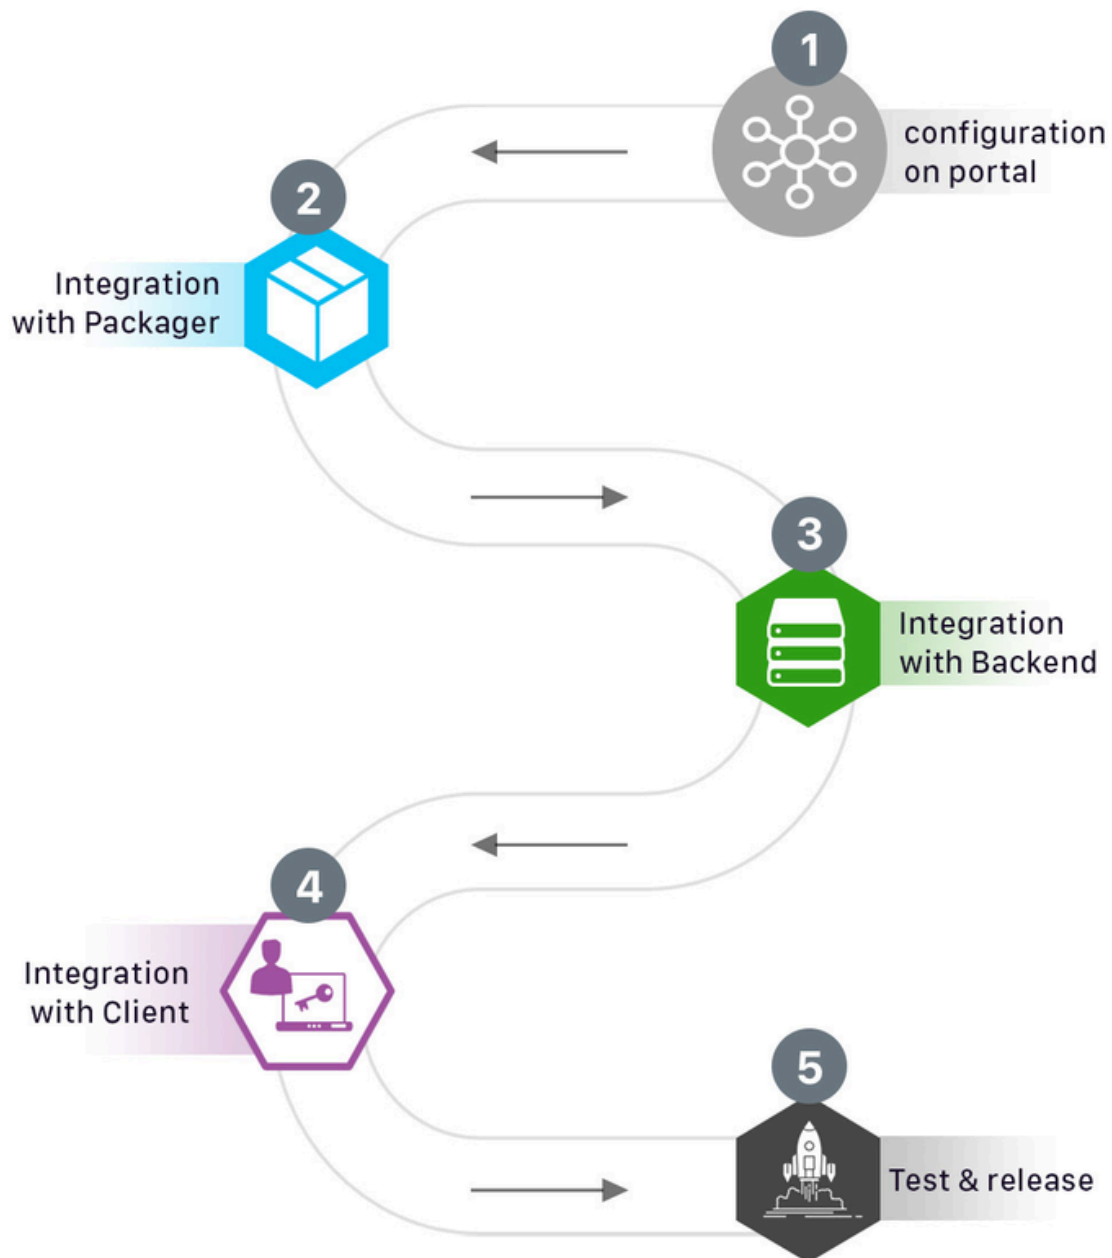 1
configuration
on portal
2
Integration
with Packager
3
Integration
with Backend
4
Integration
with Client
5
Test & release